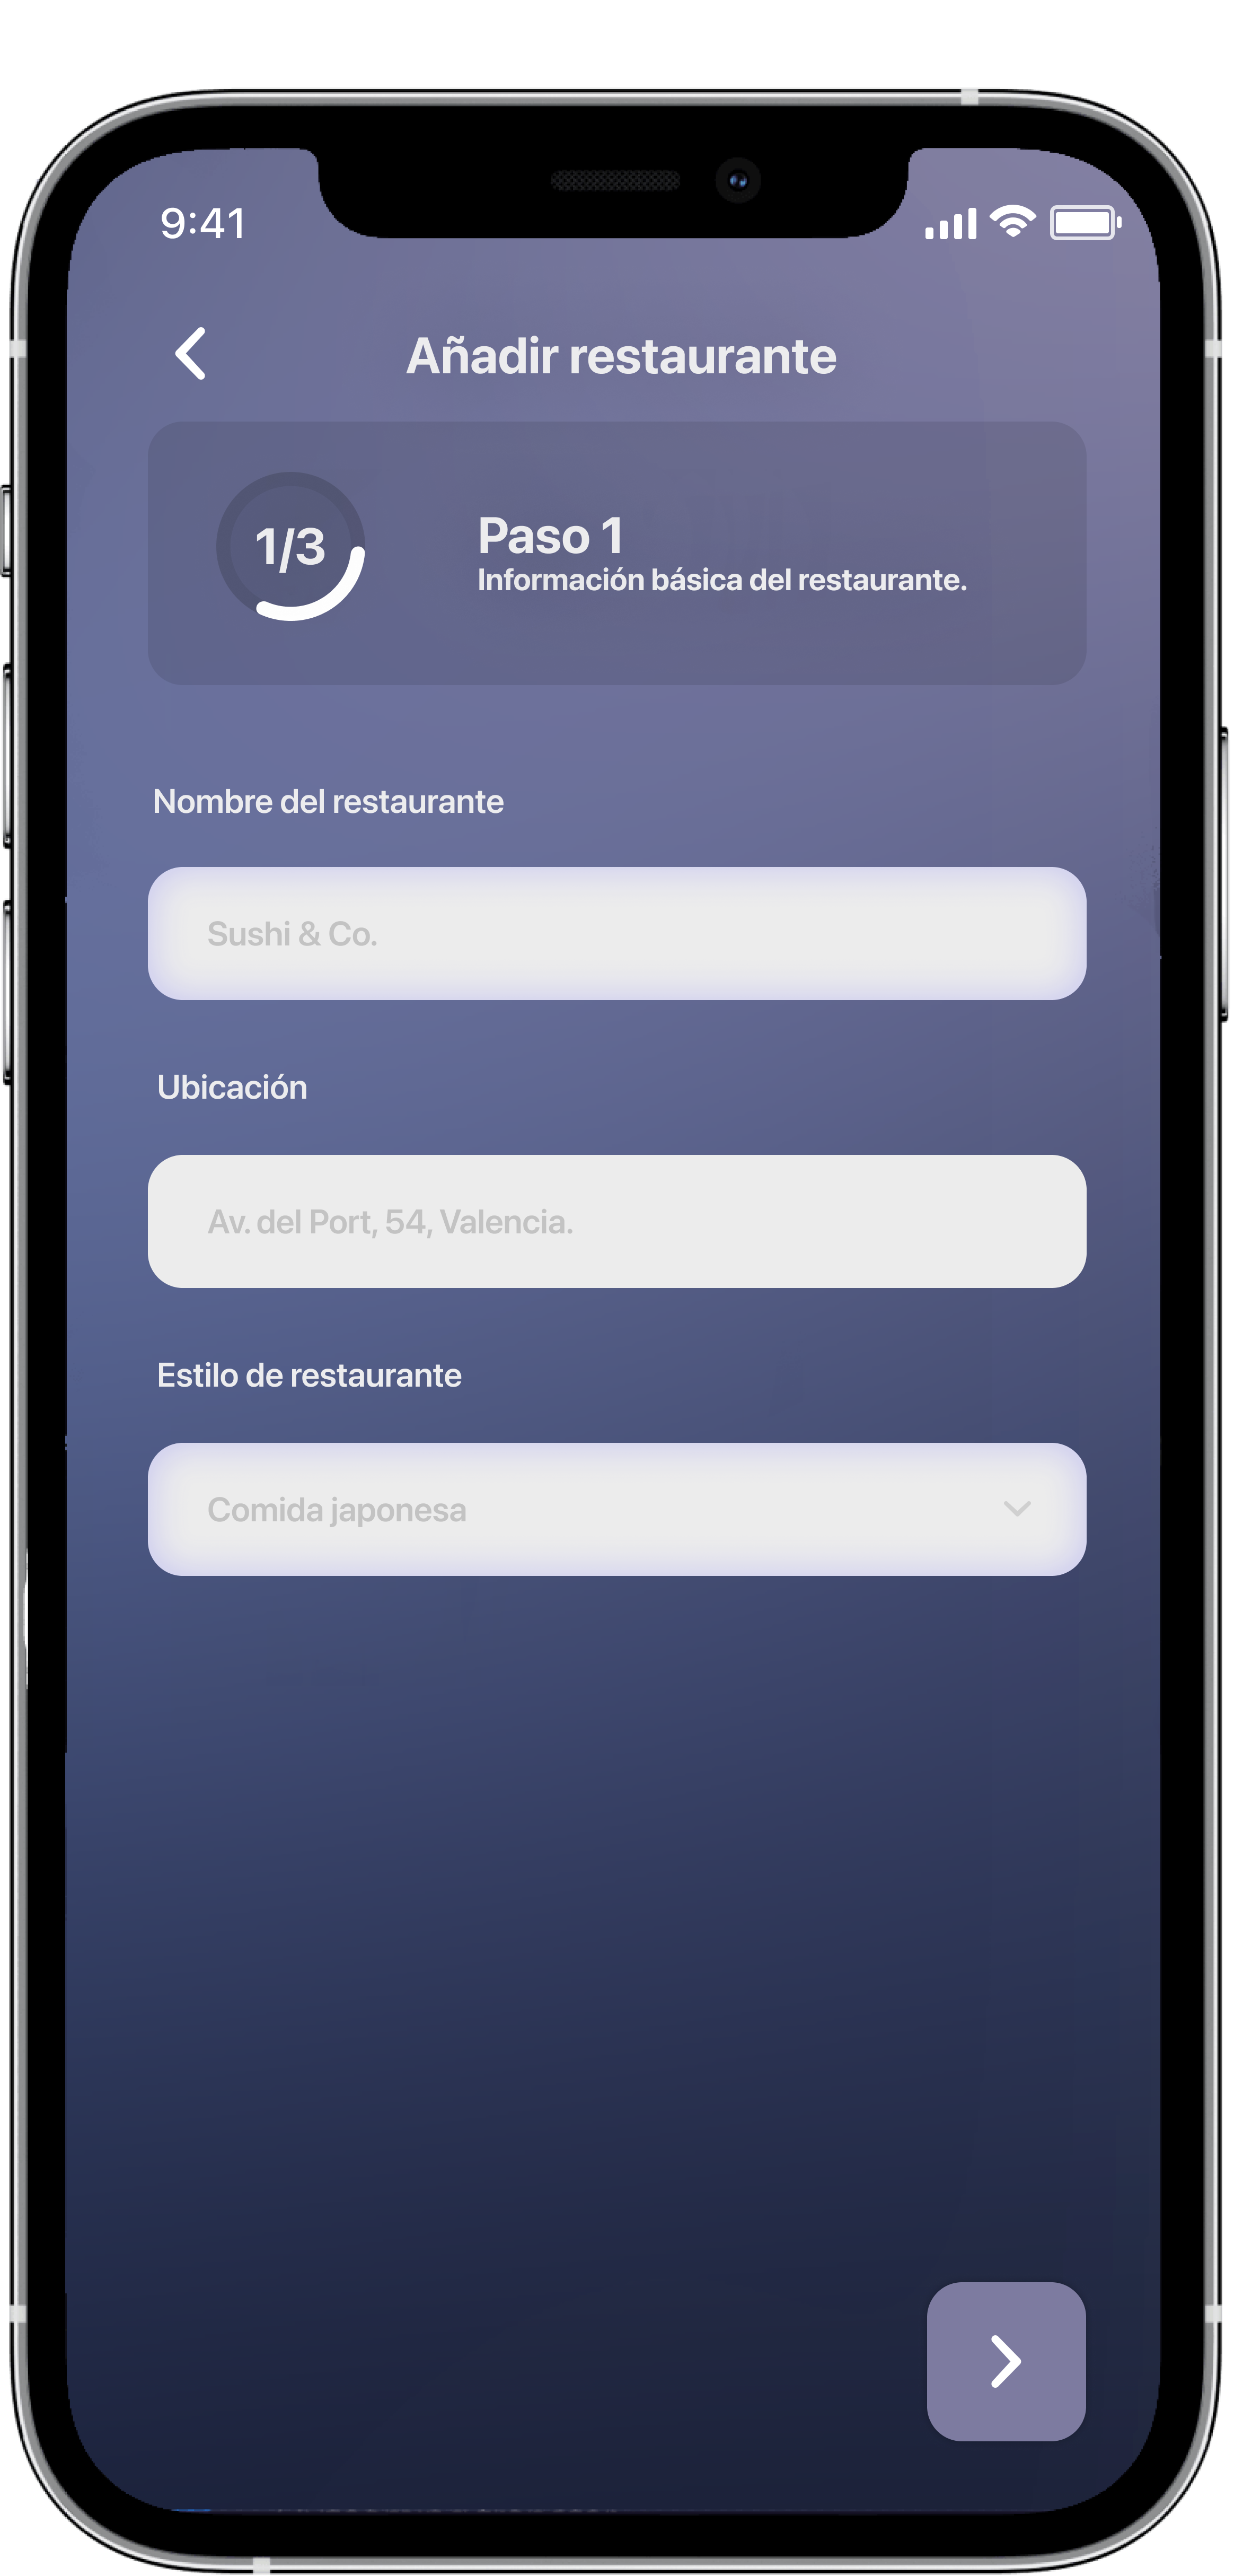 9:41
Añadir restaurante
1/3
Paso 1
Información básica del restaurante.
Nombre del restaurante
Sushi & Co.
Ubicación
Av. del Port, 54, Valencia.
Estilo de restaurante
Comida japonesa